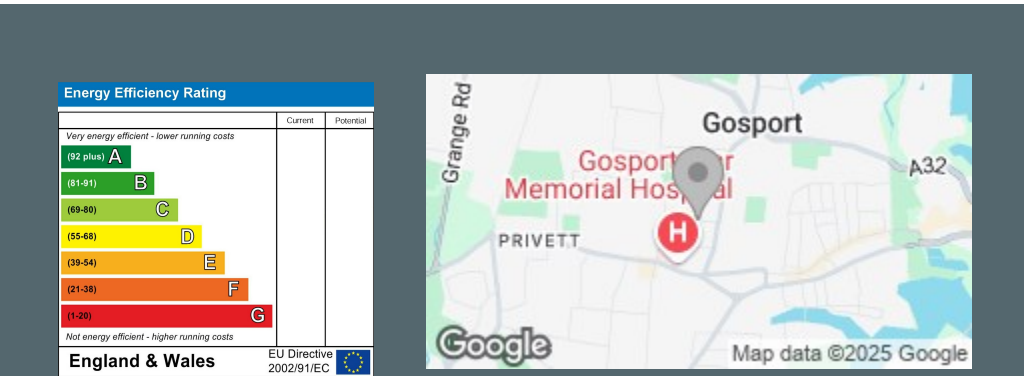 Energy Efficiency Rating
Current Potential
Very energy efficient - lower running costs
(92 plus) A
(81-91) B
(69-80) C
(55-68) D
(39-54) E
(21-38) F
(1-20) G
Not energy efficient - higher running costs
England & Wales
EU Directive
2002/91/EC
Grange Rd
Gosport
A32
Gosport
Memorial
PRIVETT
H
Google
Map data ©2025 Google